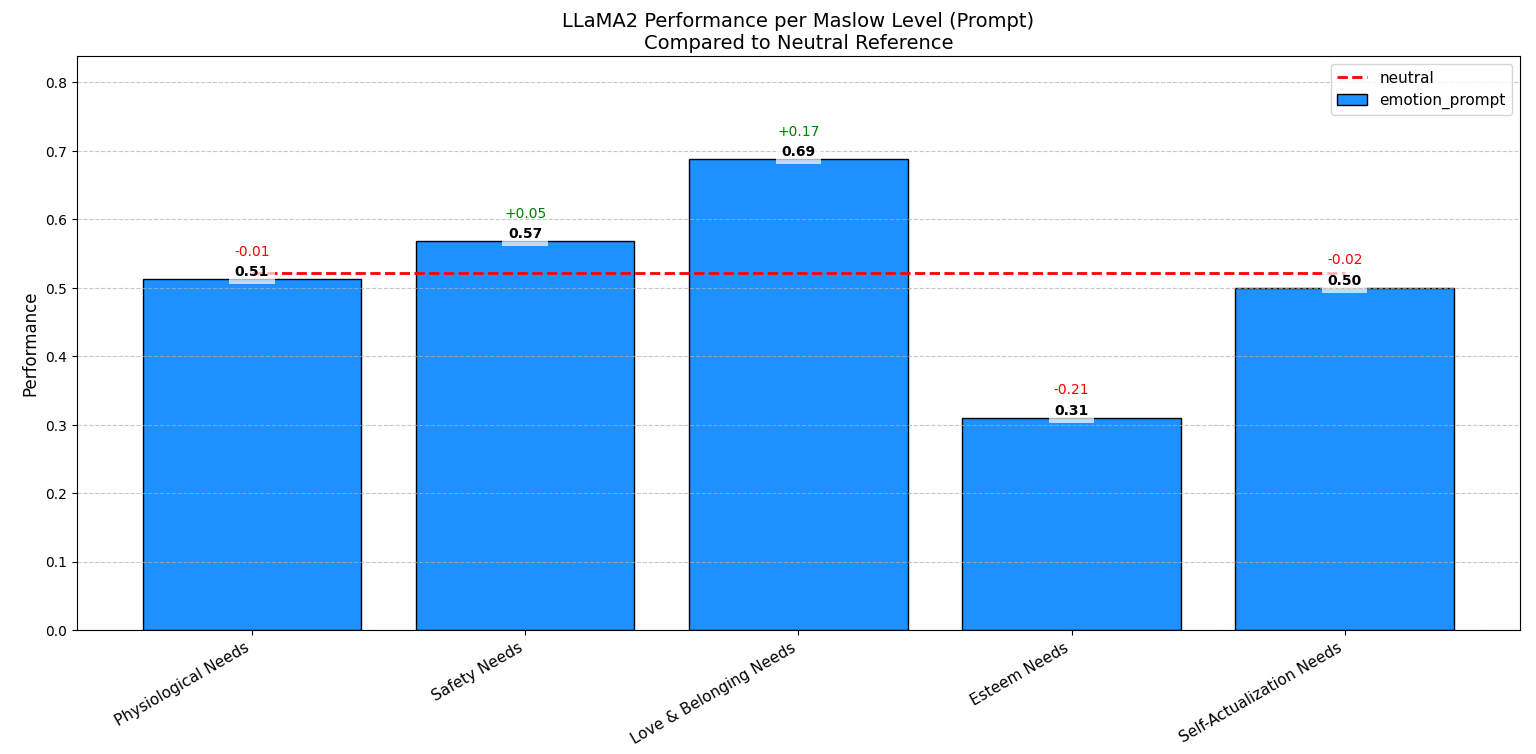 LLaMA2 Performance per Maslow Level (Prompt)
Compared to Neutral Reference
neutral
emotion_prompt
Performance
0.8
0.7
0.6
0.5
0.4
0.3
0.2
0.1
0.0
-0.01
0.51
+0.05
0.57
+0.17
0.69
-0.21
0.31
-0.02
0.50
Physiological Needs
Safety Needs
Love & Belonging Needs
Esteem Needs
Self-Actualization Needs